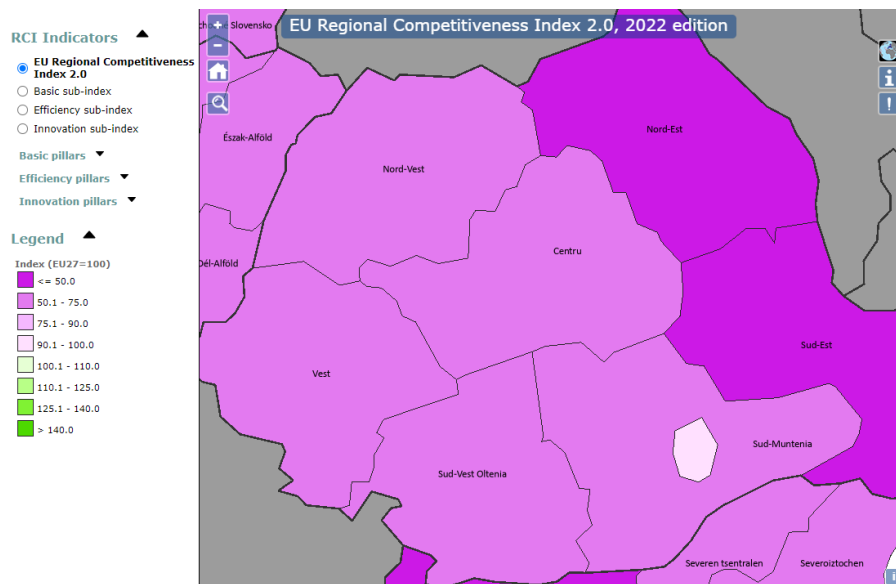 EU Regional Competitiveness Index 2.0, 2022 edition
RCI Indicators
EU Regional Competitiveness
Index 2.0
Basic sub-index
Efficiency sub-index
Innovation sub-index
Basic pillars
Efficiency pillars
Innovation pillars
Legend
Index (EU27=100)
<= 50.0
50.1 - 75.0
75.1 - 90.0
90.1 - 100.0
100.1 - 110.0
110.1 - 125.0
125.1 - 140.0
> 140.0
Slovensko
Észak-Alföld
Nord-Vest
Nord-Est
Centru
Dél-Alföld
Sud-Est
Vest
Sud-Muntenia
Sud-Vest Oltenia
Severen tsentralen
Severoiztochen